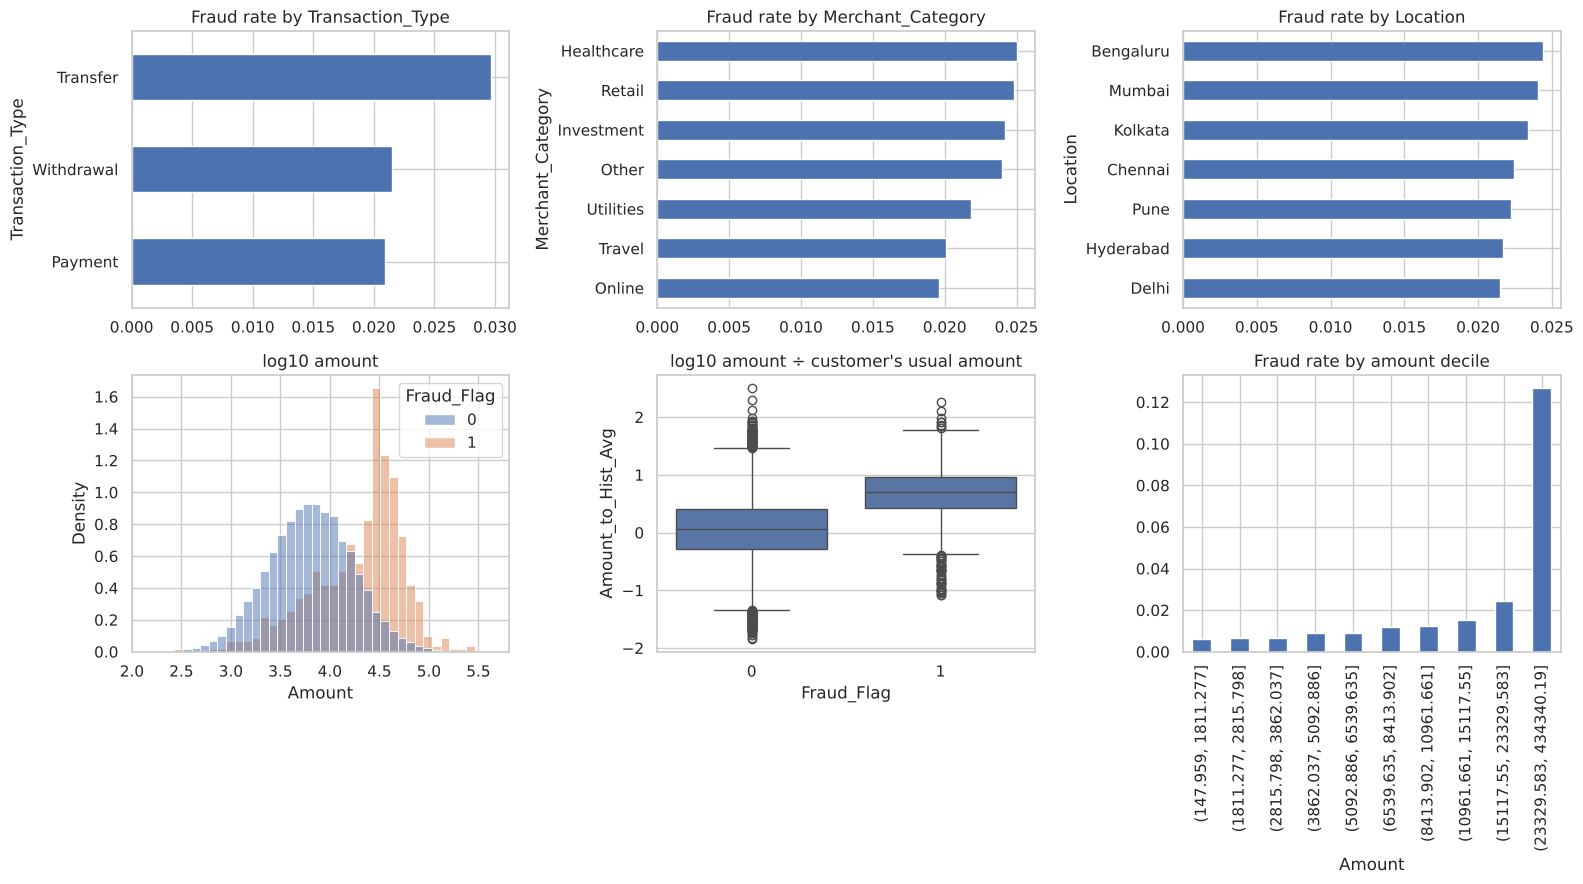 Fraud rate by Transaction_Type
Transaction_Type
Transfer
Withdrawal
Payment
0.000 0.005 0.010 0.015 0.020 0.025 0.030
Fraud rate by Merchant_Category
Merchant_Category
Healthcare
Retail
Investment
Other
Utilities
Travel
Online
0.000 0.005 0.010 0.015 0.020 0.025
Fraud rate by Location
Location
Bengaluru
Mumbai
Kolkata
Chennai
Pune
Hyderabad
Delhi
0.000 0.005 0.010 0.015 0.020 0.025
log10 amount
Density
1.6
1.4
1.2
1.0
0.8
0.6
0.4
0.2
0.0
Fraud_Flag
0
1
2.0 2.5 3.0 3.5 4.0 4.5 5.0 5.5
Amount
log10 amount ÷ customer's usual amount
Amount_to_Hist_Avg
2
1
0
−1
−2
0 1
Fraud_Flag
Fraud rate by amount decile
0.12
0.10
0.08
0.06
0.04
0.02
0.00
(147.959, 1811.277]
(1811.277, 2815.798]
(2815.798, 3862.037]
(3862.037, 5092.886]
(5092.886, 6539.635]
(6539.635, 8413.902]
(8413.902, 10961.661]
(10961.661, 15117.55]
(15117.55, 23329.583]
(23329.583, 434340.19]
Amount